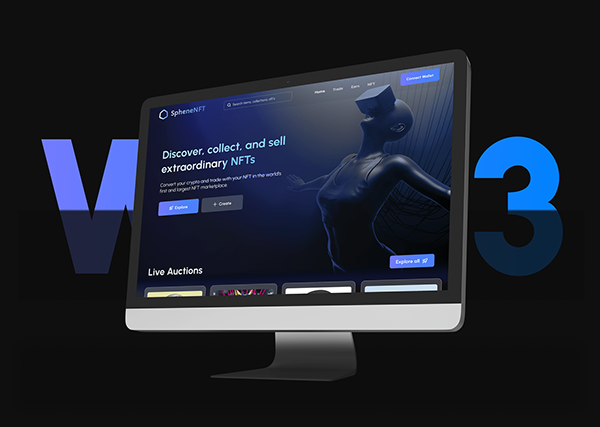 W 3
SpheneNFT
Search items, collections, nfts
Home Trade Earn NFT
Connect Wallet
Discover, collect, and sell
extraordinary NFTs
Convert your crypto and trade with your NFT in the world's
first and largest NFT marketplace.
Explore
+ Create
Live Auctions
Explore all